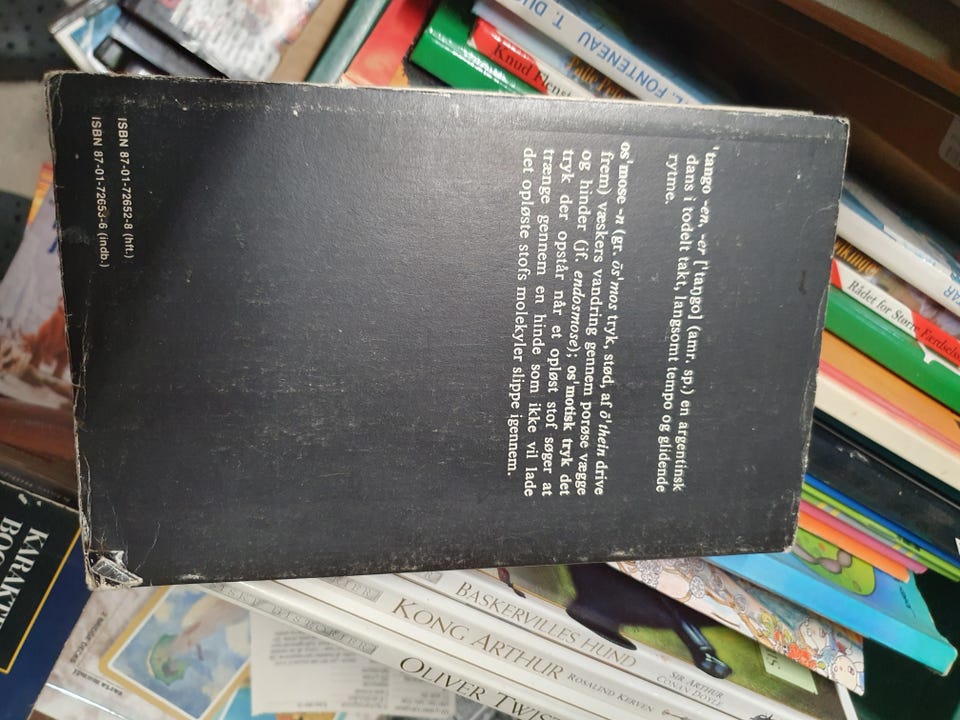 'tango -en, -er ['taŋgo] (amr. sp.) en argentinsk
dans i todelt takt, langsomt tempo og glidende
rytme.
os'mose -n (gr. ōs'mos tryk, stød, af ō'thein drive
frem) væskers vandring gennem porøse vægge
og hinder (jf. endosmose); os'motisk tryk det
tryk der opstår når et opløst stof søger at
trænge gennem en hinde som ikke vil lade
det opløste stofs molekyler slippe igennem.
ISBN 87-01-72652-8 (hft.)
ISBN 87-01-72653-6 (indb.)
T. DU
L. FONTENEAU
Knud
Rådet for Større Færdselss
BASKERVILLES HUND
SIR ARTHUR
CONAN DOYLE
KONG ARTHUR
ROSALIND KERVEN
OLIVER TWIST
KARAKTE
BOG